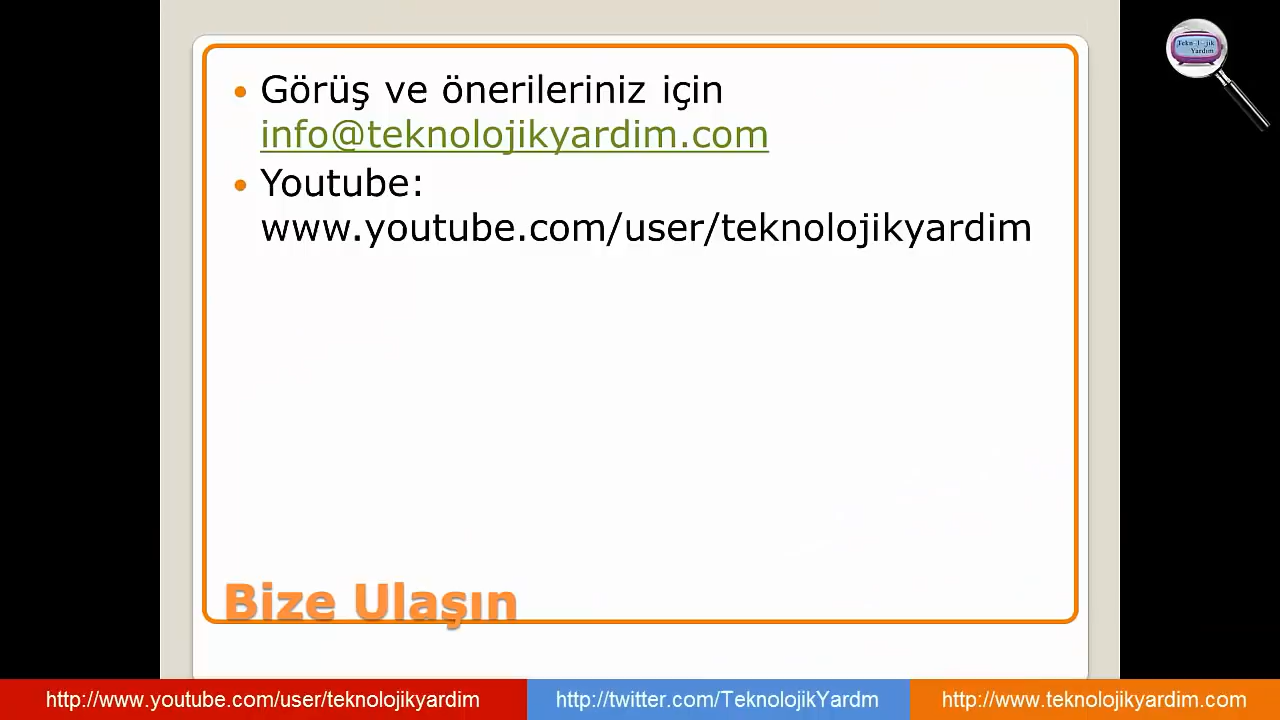 Görüş ve önerileriniz için
info@teknolojikyardim.com
Youtube:
www.youtube.com/user/teknolojikyardim
Bize Ulaşın
http://www.youtube.com/user/teknolojikyardim
http://twitter.com/TeknolojikYardm
http://www.teknolojikyardim.com